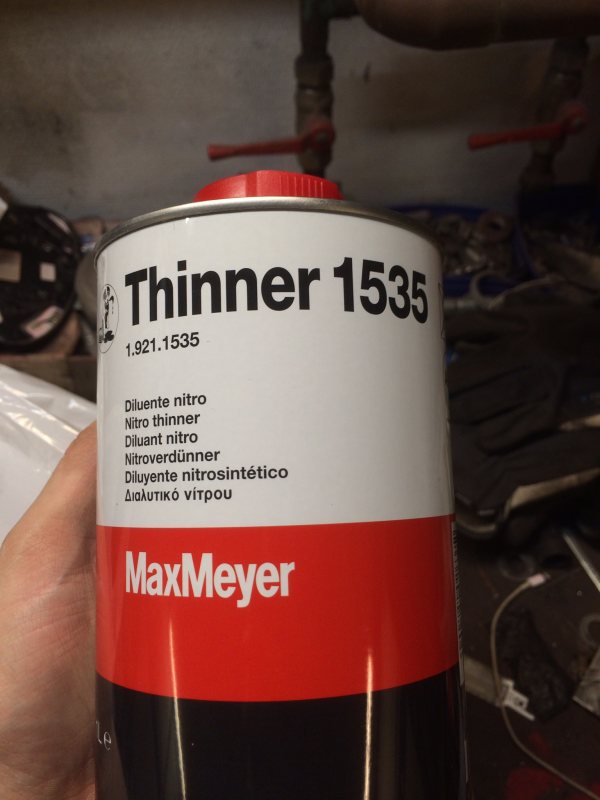 Thinner 1535
1.921.1535
Diluente nitro
Nitro thinner
Diluant nitro
Nitroverdünner
Diluyente nitrosintético
Διαλυτικό νίτρου
MaxMeyer